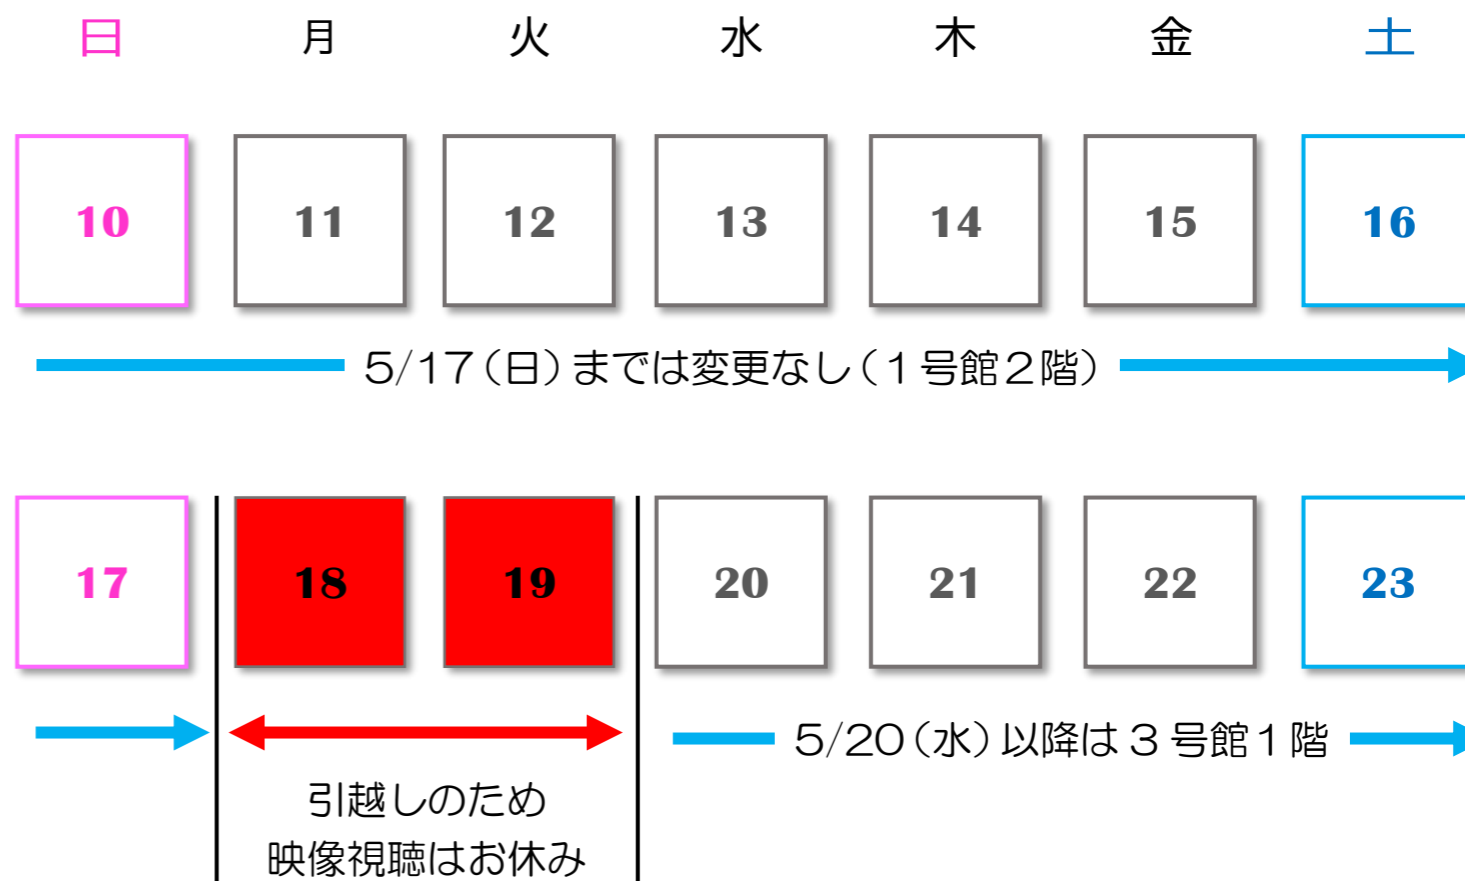 日 月 火 水 木 金 土
10 11 12 13 14 15 16
5/17（日）までは変更なし（1号館2階）
17 18 19 20 21 22 23
5/20（水）以降は3号館1階
引越しのため
映像視聴はお休み